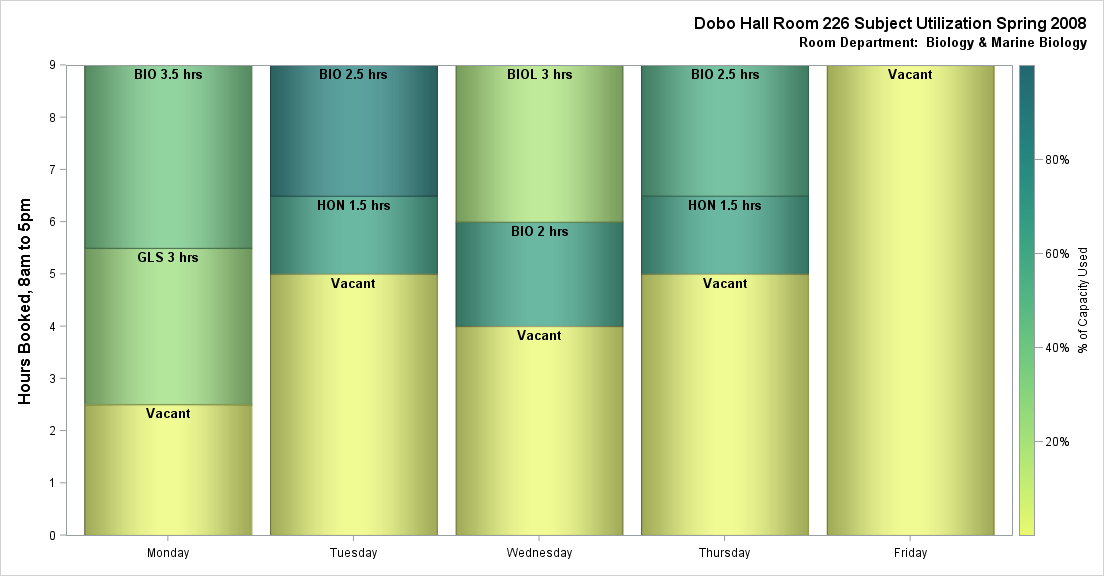 Dobo Hall Room 226 Subject Utilization Spring 2008
Room Department:  Biology & Marine Biology
Hours Booked, 8am to 5pm
9
8
7
6
5
4
3
2
1
0
BIO 3.5 hrs
GLS 3 hrs
Vacant
BIO 2.5 hrs
HON 1.5 hrs
Vacant
BIOL 3 hrs
BIO 2 hrs
Vacant
BIO 2.5 hrs
HON 1.5 hrs
Vacant
Vacant
Monday
Tuesday
Wednesday
Thursday
Friday
80%
60%
40%
20%
% of Capacity Used